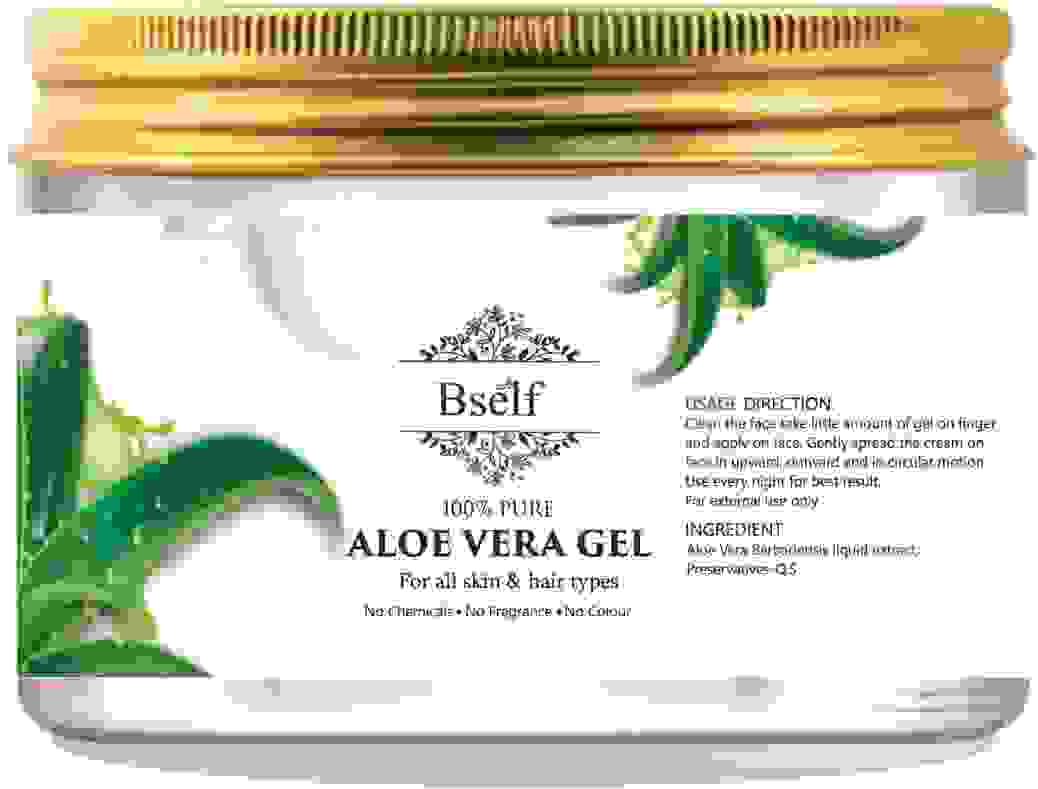 Bself
100% PURE
ALOE VERA GEL
For all skin & hair types
No Chemicals • No Fragrance • No Colour
USAGE DIRECTION
Clean the face take little amount of gel on finger
and apply on face. Gently spread the cream on
face in upward, outward and in circular motion
Use every night for best result.
For external use only
INGREDIENT
Aloe Vera Barbadensis liquid extract,
Preservatives-Q.S